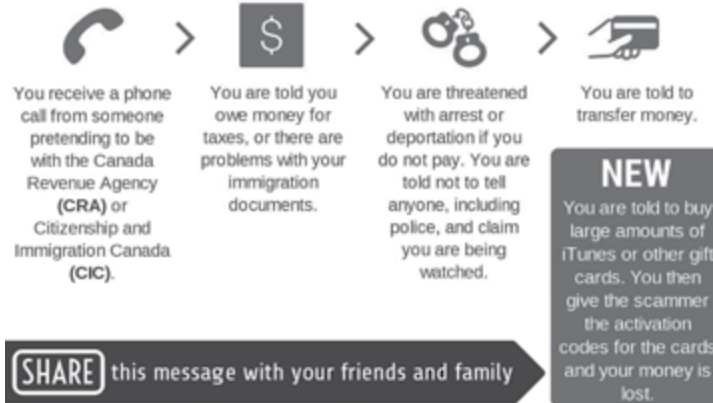 You receive a phone
call from someone
pretending to be
with the Canada
Revenue Agency
(CRA) or
Citizenship and
Immigration Canada
(CIC).
You are told you
owe money for
taxes, or there are
problems with your
immigration
documents.
You are threatened
with arrest or
deportation if you
do not pay. You are
told not to tell
anyone, including
police, and claim
you are being
watched.
You are told to
transfer money.
NEW
You are told to buy
large amounts of
iTunes or other gift
cards. You then
give the scammer
the activation
codes for the cards
and your money is
lost.
SHARE this message with your friends and family